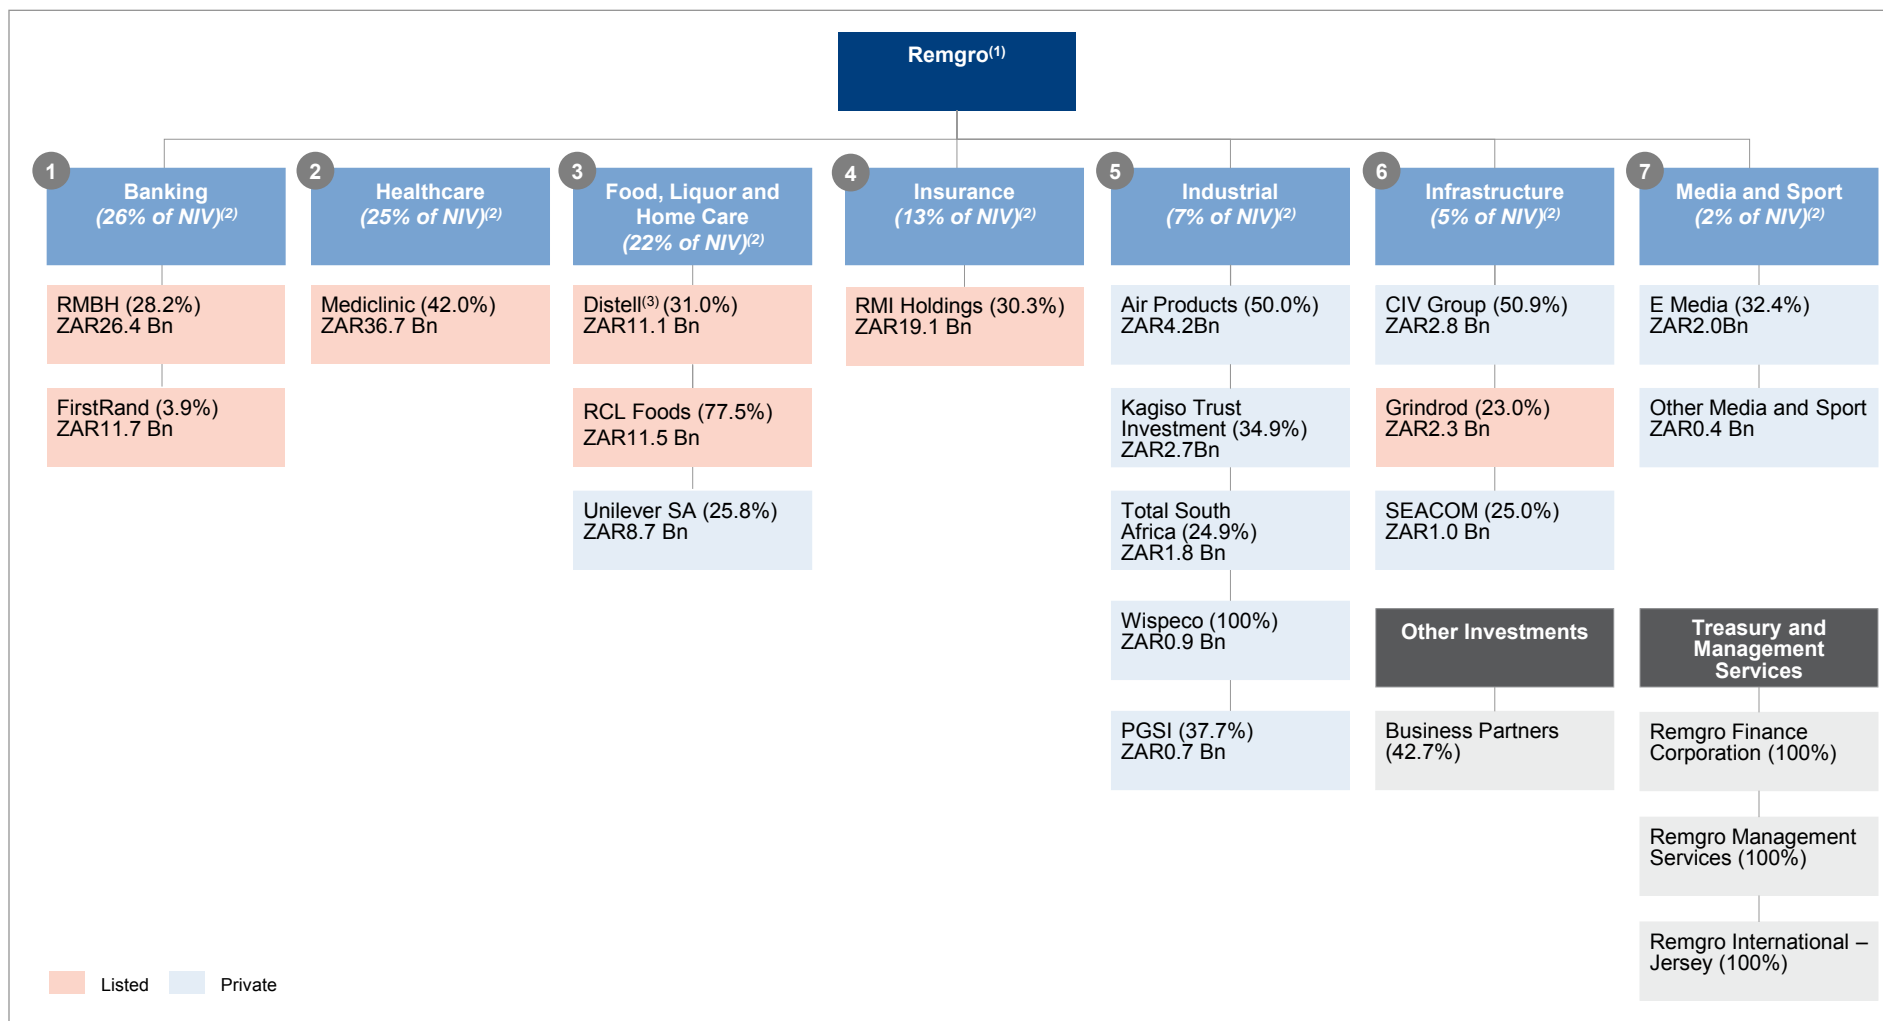 Remgro(1)
1
Banking
(26% of NIV)(2)
RMBH (28.2%)
ZAR26.4 Bn
FirstRand (3.9%)
ZAR11.7 Bn
2
Healthcare
(25% of NIV)(2)
Mediclinic (42.0%)
ZAR36.7 Bn
3
Food, Liquor and
Home Care
(22% of NIV)(2)
Distell(3) (31.0%)
ZAR11.1 Bn
RCL Foods (77.5%)
ZAR11.5 Bn
Unilever SA (25.8%)
ZAR8.7 Bn
4
Insurance
(13% of NIV)(2)
RMI Holdings (30.3%)
ZAR19.1 Bn
5
Industrial
(7% of NIV)(2)
Air Products (50.0%)
ZAR4.2Bn
Kagiso Trust
Investment (34.9%)
ZAR2.7Bn
Total South
Africa (24.9%)
ZAR1.8 Bn
Wispeco (100%)
ZAR0.9 Bn
PGSI (37.7%)
ZAR0.7 Bn
6
Infrastructure
(5% of NIV)(2)
CIV Group (50.9%)
ZAR2.8 Bn
Grindrod (23.0%)
ZAR2.3 Bn
SEACOM (25.0%)
ZAR1.0 Bn
Other Investments
Business Partners
(42.7%)
7
Media and Sport
(2% of NIV)(2)
E Media (32.4%)
ZAR2.0Bn
Other Media and Sport
ZAR0.4 Bn
Treasury and
Management
Services
Remgro Finance
Corporation (100%)
Remgro Management
Services (100%)
Remgro International –
Jersey (100%)
Listed
Private